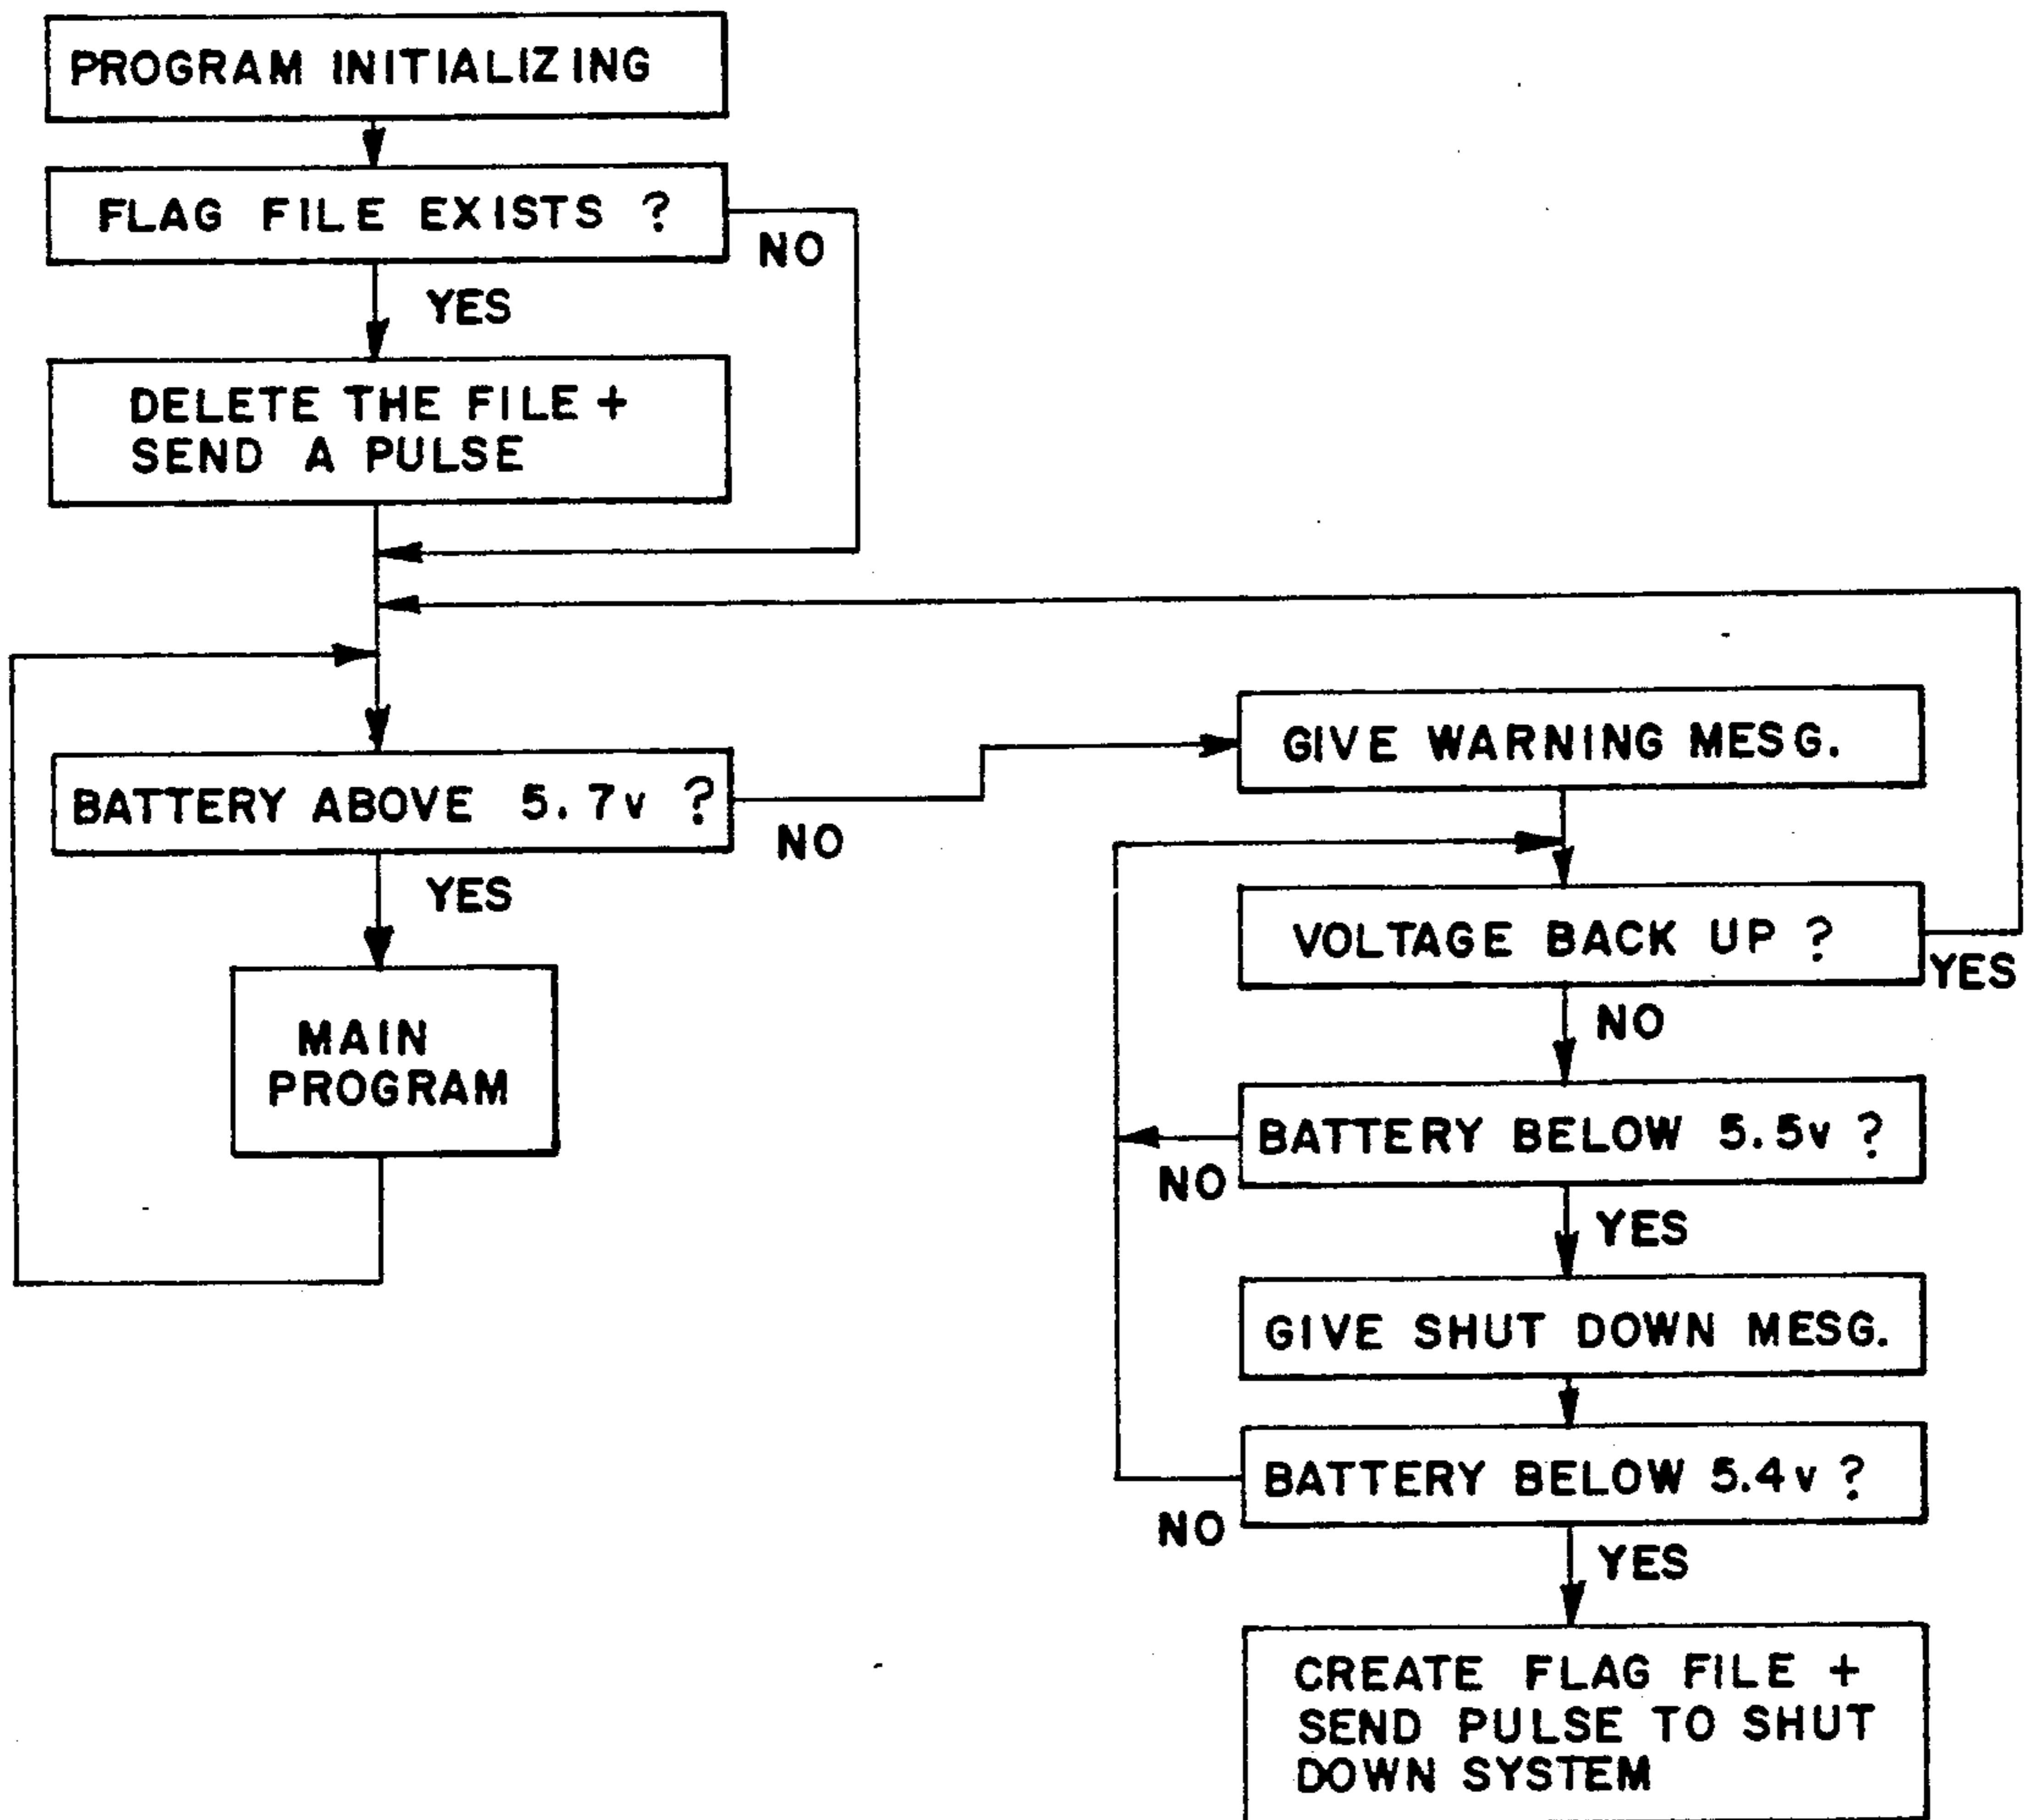 PROGRAM INITIALIZING
FLAG FILE EXISTS ?
NO
YES
DELETE THE FILE +
SEND A PULSE
BATTERY ABOVE 5.7v ?
NO
YES
MAIN
PROGRAM
GIVE WARNING MESG.
VOLTAGE BACK UP ?
YES
NO
BATTERY BELOW 5.5v ?
NO
YES
GIVE SHUT DOWN MESG.
BATTERY BELOW 5.4v ?
NO
YES
CREATE FLAG FILE +
SEND PULSE TO SHUT
DOWN SYSTEM